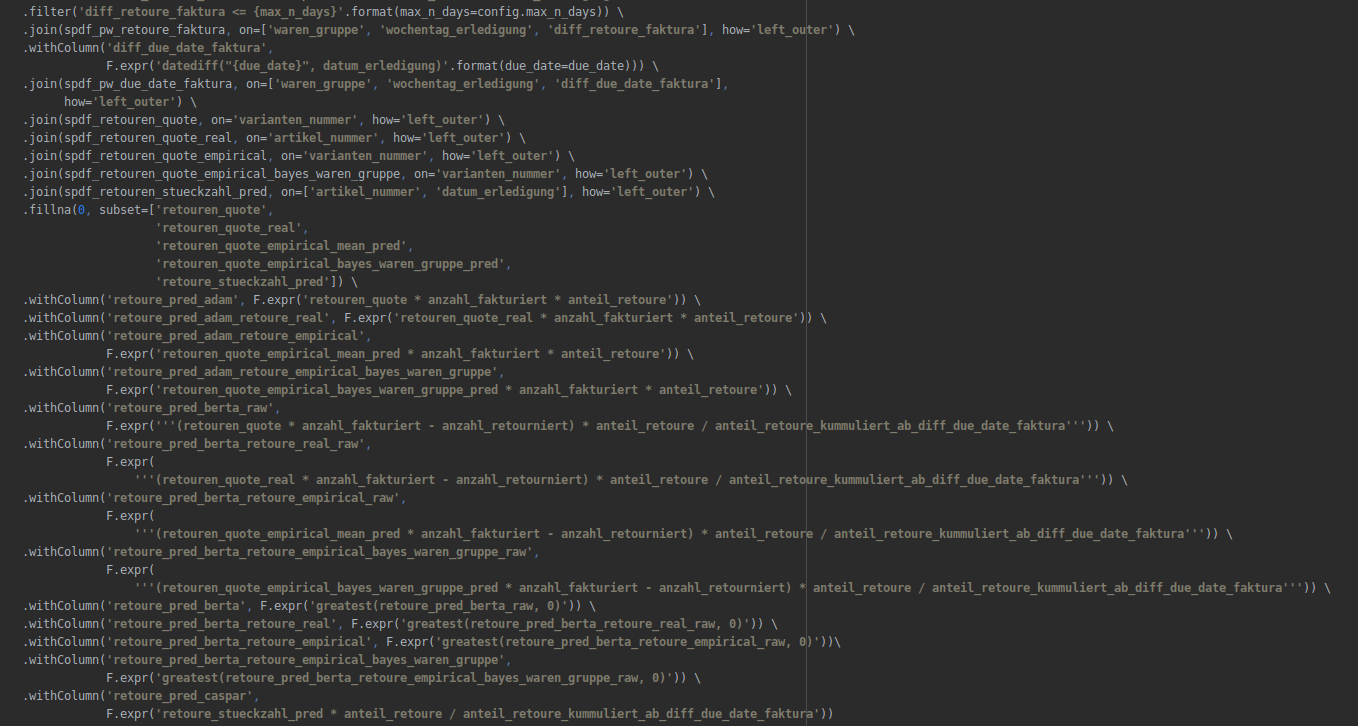 .filter('diff_retoure_faktura <= {max_n_days}'.format(max_n_days=config.max_n_days)) \
.join(spdf_pw_retoure_faktura, on=['waren_gruppe', 'wochentag_erledigung', 'diff_retoure_faktura'], how='left_outer') \
.withColumn('diff_due_date_faktura',
F.expr('datediff("{due_date}", datum_erledigung)'.format(due_date=due_date))) \
.join(spdf_pw_due_date_faktura, on=['waren_gruppe', 'wochentag_erledigung', 'diff_due_date_faktura'],
how='left_outer') \
.join(spdf_retouren_quote, on='varianten_nummer', how='left_outer') \
.join(spdf_retouren_quote_real, on='artikel_nummer', how='left_outer') \
.join(spdf_retouren_quote_empirical, on='varianten_nummer', how='left_outer') \
.join(spdf_retouren_quote_empirical_bayes_waren_gruppe, on='varianten_nummer', how='left_outer') \
.join(spdf_retouren_stueckzahl_pred, on=['artikel_nummer', 'datum_erledigung'], how='left_outer') \
.fillna(0, subset=['retouren_quote',
'retouren_quote_real',
'retouren_quote_empirical_mean_pred',
'retouren_quote_empirical_bayes_waren_gruppe_pred',
'retoure_stueckzahl_pred']) \
.withColumn('retoure_pred_adam', F.expr('retouren_quote * anzahl_fakturiert * anteil_retoure')) \
.withColumn('retoure_pred_adam_retoure_real', F.expr('retouren_quote_real * anzahl_fakturiert * anteil_retoure')) \
.withColumn('retoure_pred_adam_retoure_empirical',
F.expr('retouren_quote_empirical_mean_pred * anzahl_fakturiert * anteil_retoure')) \
.withColumn('retoure_pred_adam_retoure_empirical_bayes_waren_gruppe',
F.expr('retouren_quote_empirical_bayes_waren_gruppe_pred * anzahl_fakturiert * anteil_retoure')) \
.withColumn('retoure_pred_berta_raw',
F.expr('''(retouren_quote * anzahl_fakturiert - anzahl_retourniert) * anteil_retoure / anteil_retoure_kummuliert_ab_diff_due_date_faktura''')) \
.withColumn('retoure_pred_berta_retoure_real_raw',
F.expr(
'''(retouren_quote_real * anzahl_fakturiert - anzahl_retourniert) * anteil_retoure / anteil_retoure_kummuliert_ab_diff_due_date_faktura''')) \
.withColumn('retoure_pred_berta_retoure_empirical_raw',
F.expr(
'''(retouren_quote_empirical_mean_pred * anzahl_fakturiert - anzahl_retourniert) * anteil_retoure / anteil_retoure_kummuliert_ab_diff_due_date_faktura''')) \
.withColumn('retoure_pred_berta_retoure_empirical_bayes_waren_gruppe_raw',
F.expr(
'''(retouren_quote_empirical_bayes_waren_gruppe_pred * anzahl_fakturiert - anzahl_retourniert) * anteil_retoure / anteil_retoure_kummuliert_ab_diff_due_date_faktura''')) \
.withColumn('retoure_pred_berta', F.expr('greatest(retoure_pred_berta_raw, 0)')) \
.withColumn('retoure_pred_berta_retoure_real', F.expr('greatest(retoure_pred_berta_retoure_real_raw, 0)')) \
.withColumn('retoure_pred_berta_retoure_empirical', F.expr('greatest(retoure_pred_berta_retoure_empirical_raw, 0)'))\
.withColumn('retoure_pred_berta_retoure_empirical_bayes_waren_gruppe',
F.expr('greatest(retoure_pred_berta_retoure_empirical_bayes_waren_gruppe_raw, 0)')) \
.withColumn('retoure_pred_caspar',
F.expr('retoure_stueckzahl_pred * anteil_retoure / anteil_retoure_kummuliert_ab_diff_due_date_faktura'))